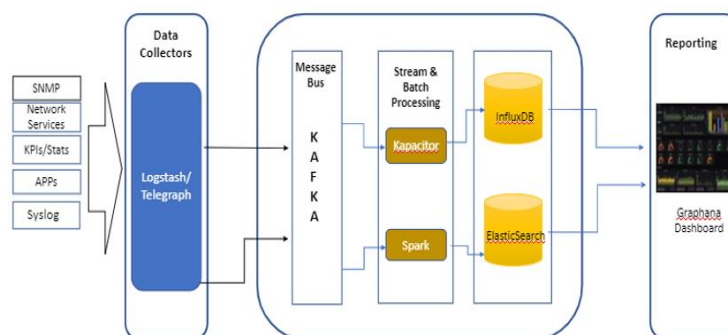 Data
Collectors
SNMP
Network
Services
KPIs/Stats
APPs
Syslog
Logstash/
Telegraph
Message
Bus
K
A
F
K
A
Stream &
Batch
Processing
Kapacitor
Spark
InfluxDB
ElasticSearch
Reporting
Graphana
Dashboard